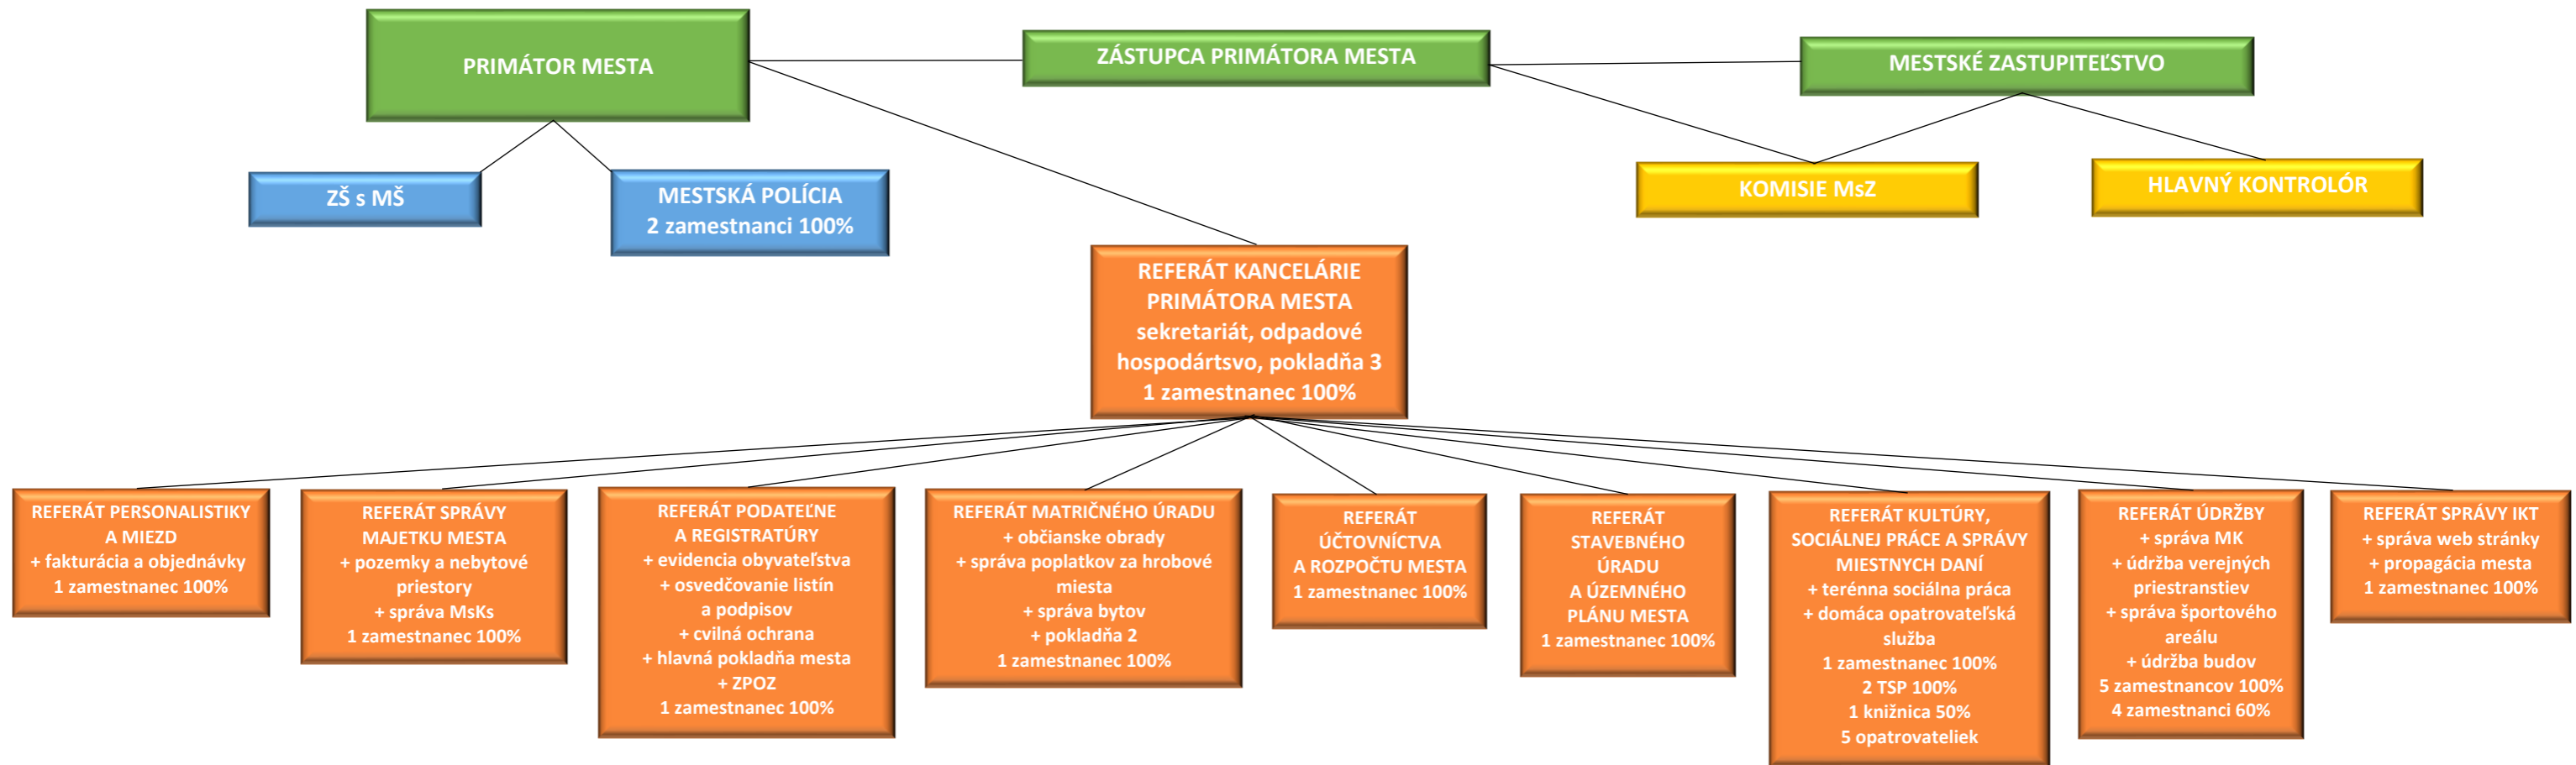 PRIMÁTOR MESTA
ZÁSTUPCA PRIMÁTORA MESTA
MESTSKÉ ZASTUPITEĽSTVO
ZŠ s MŠ
MESTSKÁ POLÍCIA
2 zamestnanci 100%
KOMISIE MsZ
HLAVNÝ KONTROLÓR
REFERÁT KANCELÁRIE
PRIMÁTORA MESTA
sekretariát, odpadové
hospodártsvo, pokladňa 3
1 zamestnanec 100%
REFERÁT PERSONALISTIKY
A MIEZD
+ fakturácia a objednávky
1 zamestnanec 100%
REFERÁT SPRÁVY
MAJETKU MESTA
+ pozemky a nebytové
priestory
+ správa MsKs
1 zamestnanec 100%
REFERÁT PODATEĽNE
A REGISTRATÚRY
+ evidencia obyvateľstva
+ osvedčovanie listín
a podpisov
+ cvilná ochrana
+ hlavná pokladňa mesta
+ ZPOZ
1 zamestnanec 100%
REFERÁT MATRIČNÉHO ÚRADU
+ občianske obrady
+ správa poplatkov za hrobové
miesta
+ správa bytov
+ pokladňa 2
1 zamestnanec 100%
REFERÁT
ÚČTOVNÍCTVA
A ROZPOČTU MESTA
1 zamestnanec 100%
REFERÁT
STAVEBNÉHO
ÚRADU
A ÚZEMNÉHO
PLÁNU MESTA
1 zamestnanec 100%
REFERÁT KULTÚRY,
SOCIÁLNEJ PRÁCE A SPRÁVY
MIESTNYCH DANÍ
+ terénna sociálna práca
+ domáca opatrovateľská
služba
1 zamestnanec 100%
2 TSP 100%
1 knižnica 50%
5 opatrovateliek
REFERÁT ÚDRŽBY
+ správa MK
+ údržba verejných
priestranstiev
+ správa športového
areálu
+ údržba budov
5 zamestnancov 100%
4 zamestnanci 60%
REFERÁT SPRÁVY IKT
+ správa web stránky
+ propagácia mesta
1 zamestnanec 100%